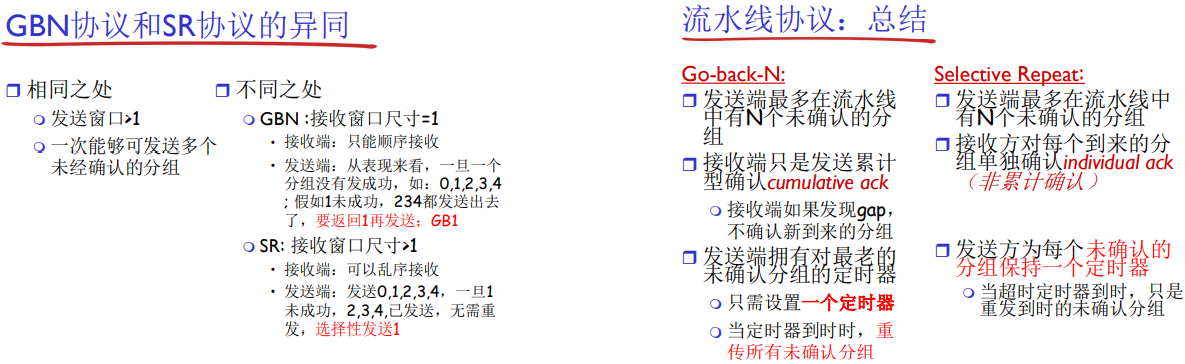 GBN协议和SR协议的异同
相同之处
发送窗口>1
一次能够可发送多个
未经确认的分组
不同之处
GBN :接收窗口尺寸=1
接收端：只能顺序接收
发送端：从表现来看，一旦一个
分组没有发成功，如：0,1,2,3,4
; 假如1未成功，234都发送出去
了，要返回1再发送；GB1
SR: 接收窗口尺寸>1
接收端：可以乱序接收
发送端：发送0,1,2,3,4，一旦1
未成功，2,3,4,已发送，无需重
发，选择性发送1
流水线协议：总结
Go-back-N:
发送端最多在流水线
中有N个未确认的分
组
接收端只是发送累计
型确认cumulative ack
接收端如果发现gap，
不确认新到来的分组
发送端拥有对最老的
未确认分组的定时器
只需设置一个定时器
当定时器到时时，重
传所有未确认分组
Selective Repeat:
发送端最多在流水线中
有N个未确认的分组
接收方对每个到来的分
组单独确认individual ack
（非累计确认）
发送方为每个未确认的
分组保持一个定时器
当超时定时器到时，只是
重发到时的未确认分组